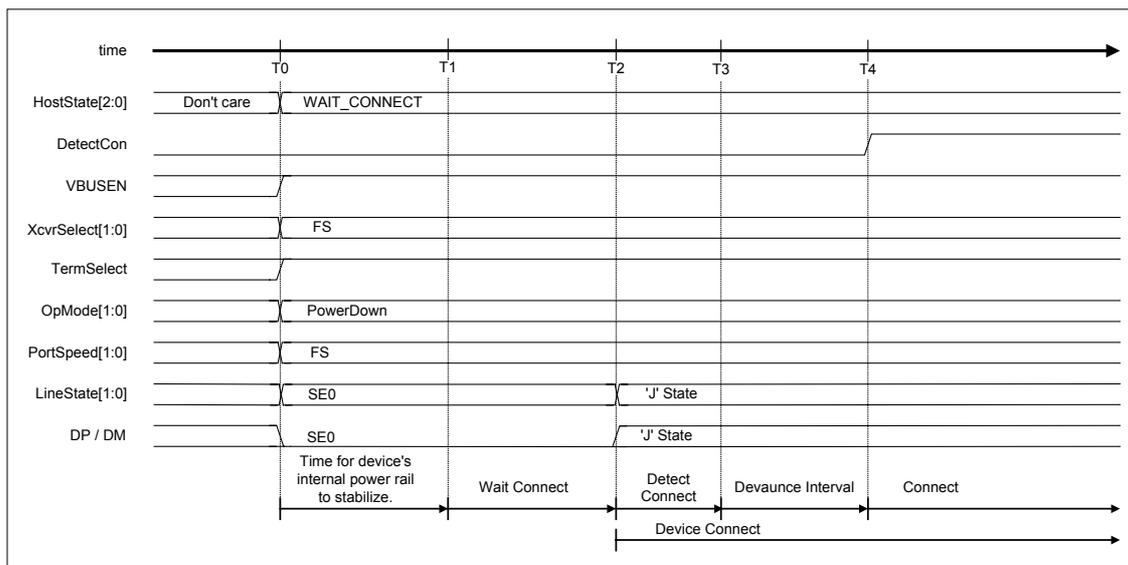 time
T0 T1 T2 T3 T4
HostState[2:0] Don't care WAIT_CONNECT
DetectCon
VBUSEN
XcvrSelect[1:0] FS
TermSelect
OpMode[1:0] PowerDown
PortSpeed[1:0] FS
LineState[1:0] SE0 'J' State
DP / DM SE0 'J' State
Time for device's
internal power rail
to stabilize.
Wait Connect
Detect
Connect
Devaunce Interval
Connect
Device Connect